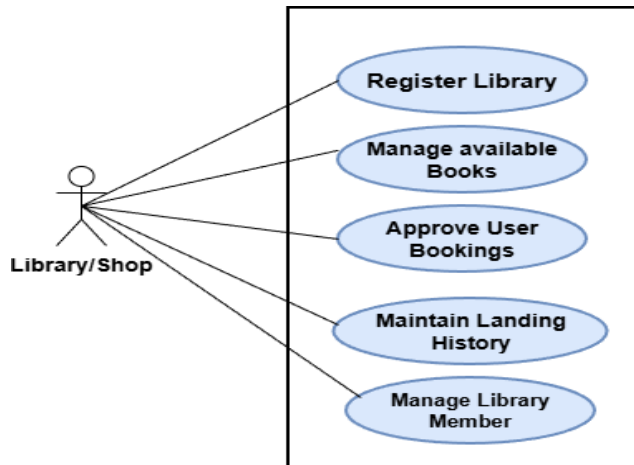 Register Library
Manage available
Books
Approve User
Bookings
Library/Shop
Maintain Landing
History
Manage Library
Member